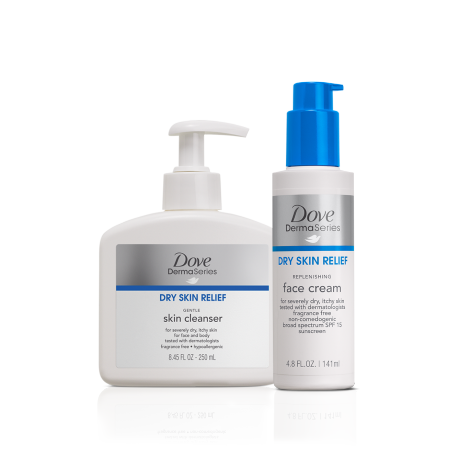 Dove
DermaSeries
DRY SKIN RELIEF
GENTLE
skin cleanser
for severely dry, itchy skin
for face and body
tested with dermatologists
fragrance free + hypoallergenic
8.45 FL OZ - 250 mL
Dove
DermaSeries
DRY SKIN RELIEF
REPLENISHING
face cream
for severely dry, itchy skin
tested with dermatologists
fragrance free
non-comedogenic
broad spectrum SPF 15
sunscreen
4.8 FL.OZ. | 141ml